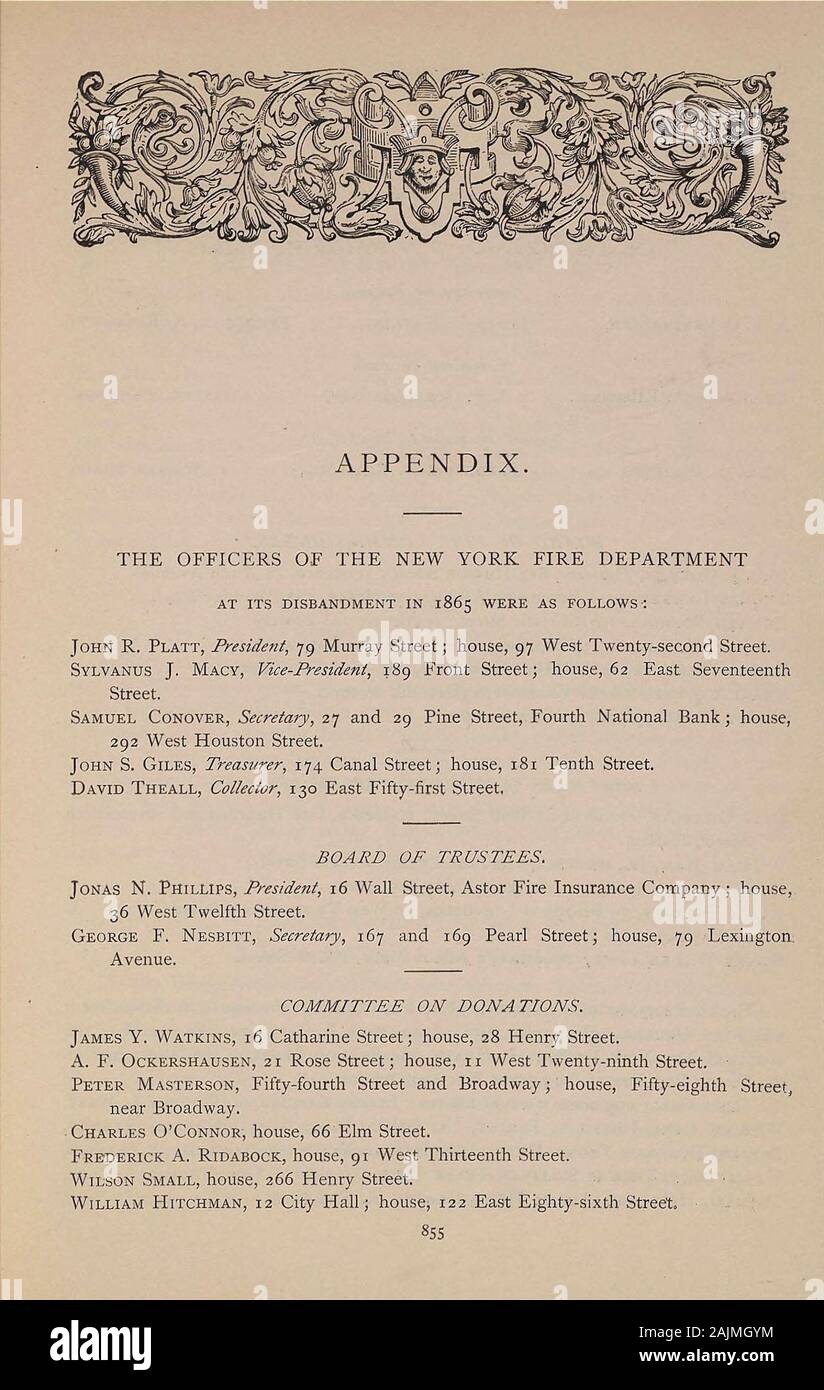 APPENDIX.
THE OFFICERS OF THE NEW YORK FIRE DEPARTMENT
AT ITS DISBANDMENT IN 1865 WERE AS FOLLOWS:
JOHN R. PLATT, President, 79 Murray Street; house, 97 West Twenty-second Street.
SYLVANUS J. MACY, Vice-President, 189 Front Street; house, 62 East Seventeenth
Street.
SAMUEL CONOVER, Secretary, 27 and 29 Pine Street, Fourth National Bank; house,
292 West Houston Street.
JOHN S. GILES, Treasurer, 174 Canal Street; house, 181 Tenth Street.
DAVID THEALL, Collector, 130 East Fifty-first Street.
BOARD OF TRUSTEES.
JONAS N. PHILLIPS, President, 16 Wall Street, Astor Fire Insurance Company; house,
36 West Twelfth Street.
GEORGE F. NESBITT, Secretary, 167 and 169 Pearl Street; house, 79 Lexington
Avenue.
COMMITTEE ON DONATIONS.
JAMES Y. WATKINS, 16 Catharine Street; house, 28 Henry Street.
A. F. OCKERSHAUSEN, 21 Rose Street; house, 11 West Twenty-ninth Street.
PETER MASTERSON, Fifty-fourth Street and Broadway; house, Fifty-eighth Street,
near Broadway.
CHARLES O'CONNOR, house, 66 Elm Street.
FREDERICK A. RIDABOCK, house, 91 West Thirteenth Street.
WILSON SMALL, house, 266 Henry Street.
WILLIAM HITCHMAN, 12 City Hall; house, 122 East Eighty-sixth Street.
855
alamy
alamy
a
alamy
Image ID: 2AJMGYM
www.alamy.com